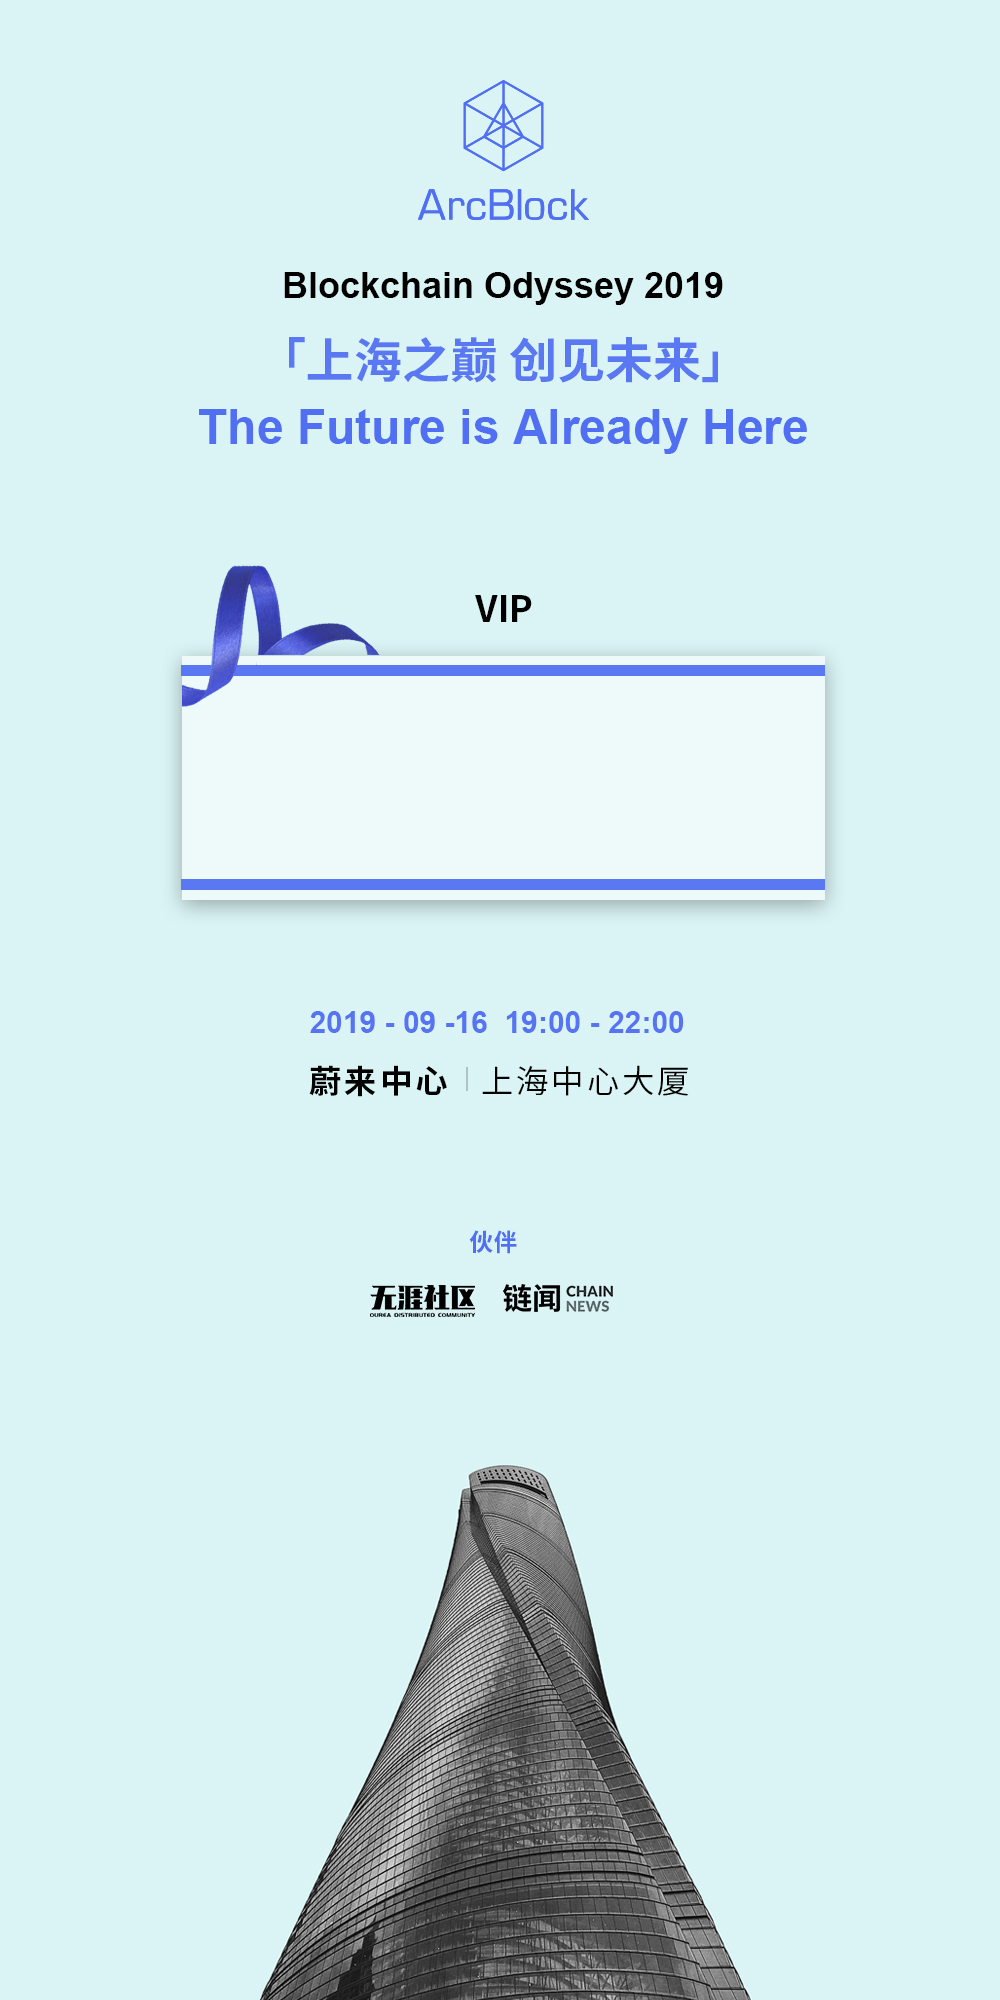 ArcBlock
Blockchain Odyssey 2019
「上海之巅 创见未来」
The Future is Already Here
VIP
2019 - 09 -16  19:00 - 22:00
蔚来中心 | 上海中心大厦
伙伴
无涯社区
OUREA DISTRIBUTED COMMUNITY
链闻 CHAIN NEWS